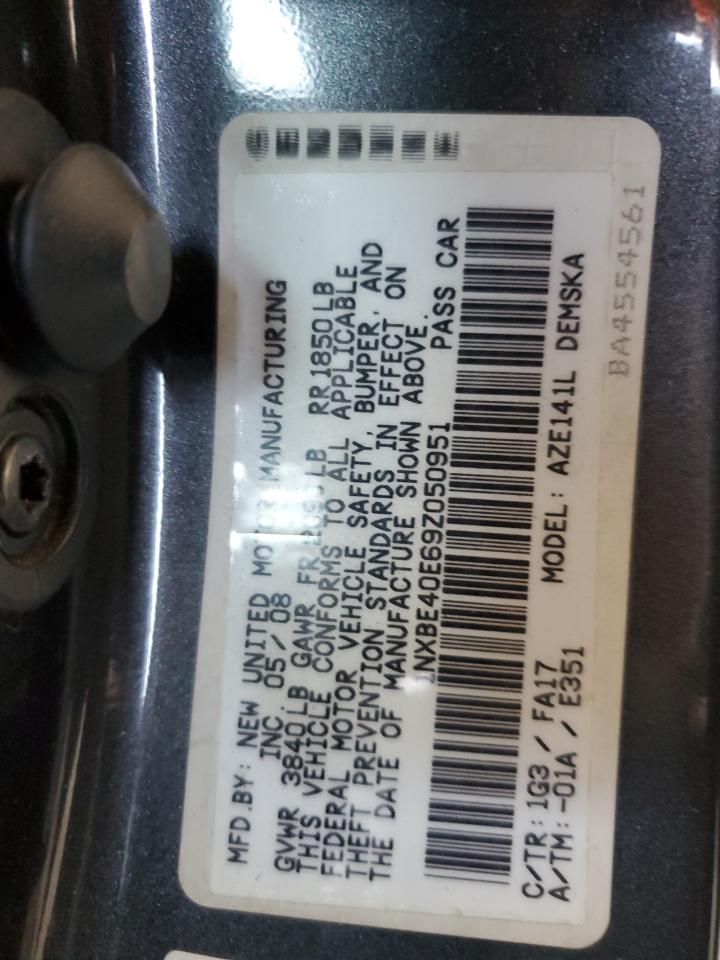 MFD.BY: NEW UNITED MOTOR MANUFACTURING
INC 05/08
GVWR 3840LB GAWR FR LB RR1850LB
THIS VEHICLE CONFORMS TO ALL APPLICABLE
FEDERAL MOTOR VEHICLE SAFETY, BUMPER, AND
THEFT PREVENTION STANDARDS IN EFFECT ON
THE DATE OF MANUFACTURE SHOWN ABOVE.
1NXBE40E69Z050951 PASS CAR
C/TR: 1G3 / FA17 MODEL: AZE141L DEMSKA
A/TM: -01A / E351
BA4554561